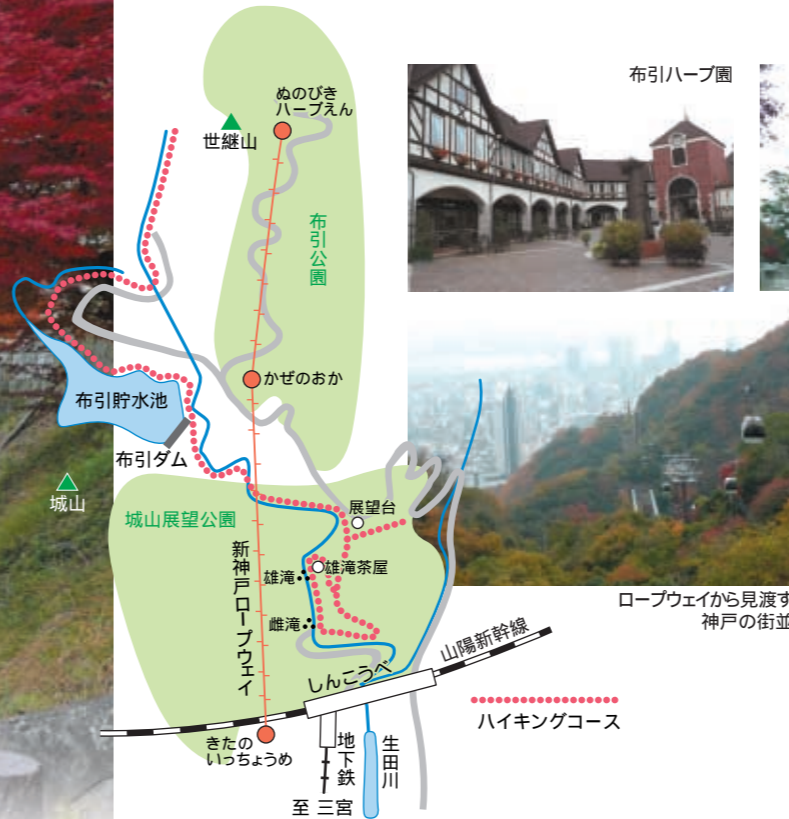 布引ハーブ園
ぬのびき
ハーブえん
世継山
布引公園
かぜのおか
布引貯水池
布引ダム
城山
城山展望公園
展望台
雄滝茶屋
雄滝
新神戸ロープウェイ
雌滝
ロープウェイから見渡す
神戸の街並
山陽新幹線
しんこうべ
ハイキングコース
きたの
いっちょうめ
地下鉄
生田川
至 三宮